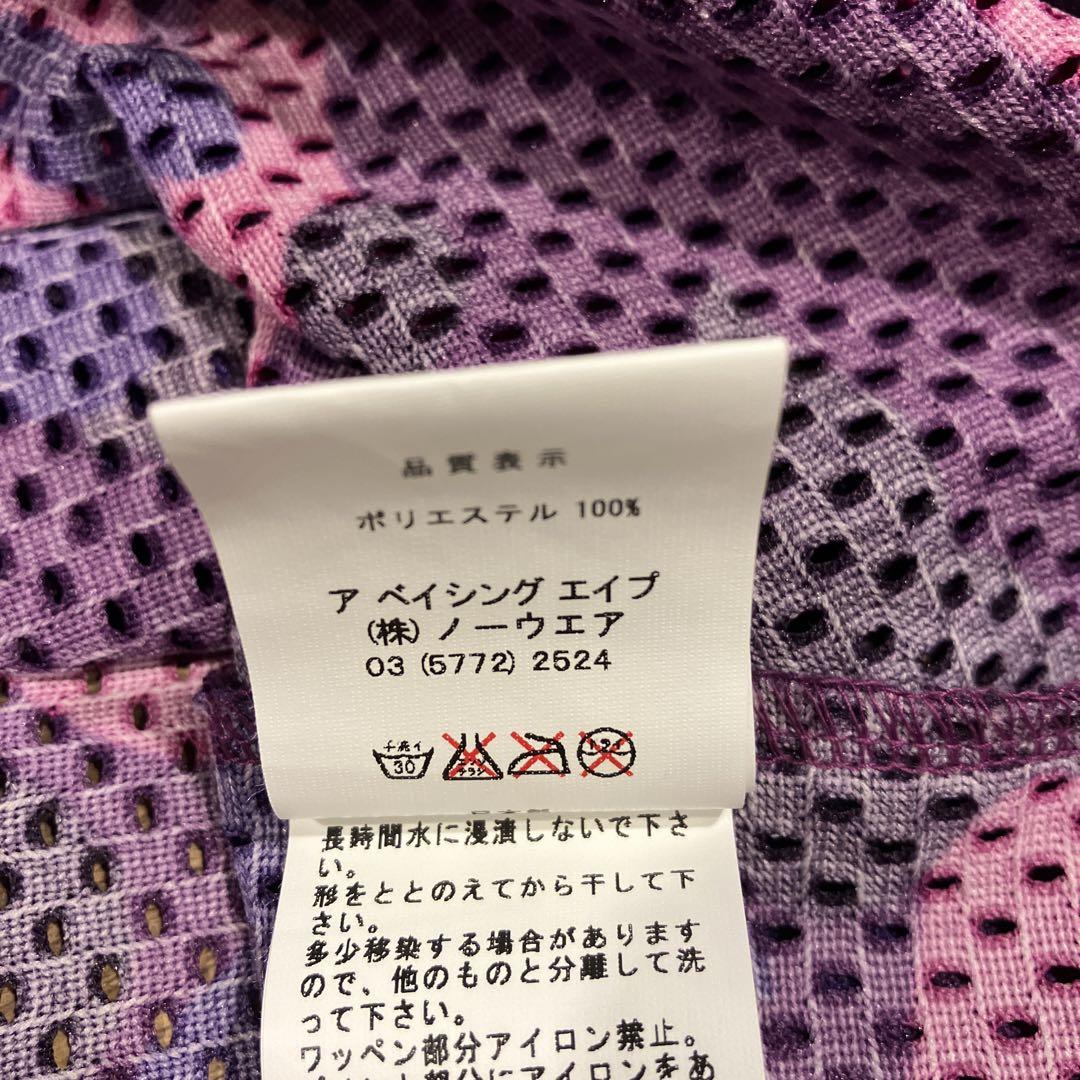 品質表示
ポリエステル 100%
ア ベイシング エイプ
(株) ノーウエア
03 (5772) 2524
手洗イ
30
長時間水に浸漬しないで下さ
い。
形をととのえてから干して下
さい。
多少移染する場合があります
ので、他のものと分離して洗
って下さい。
ワッペン部分アイロン禁止。